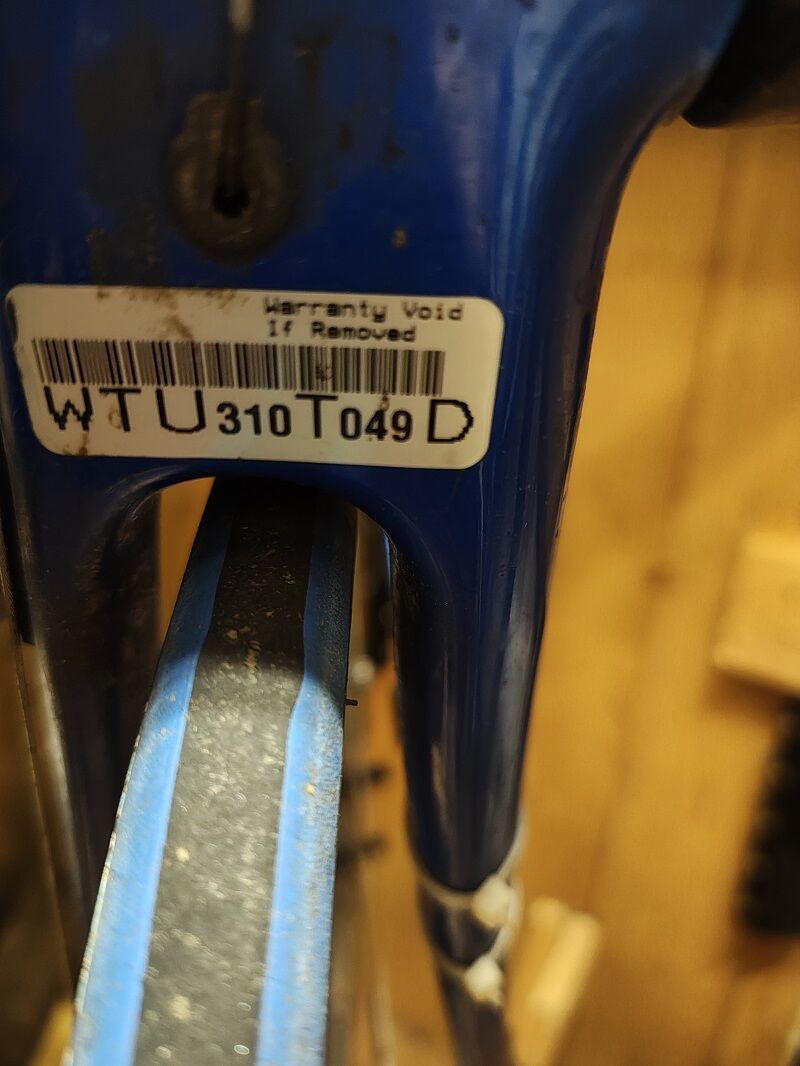 Warranty Void
If Removed
WTU310T049D